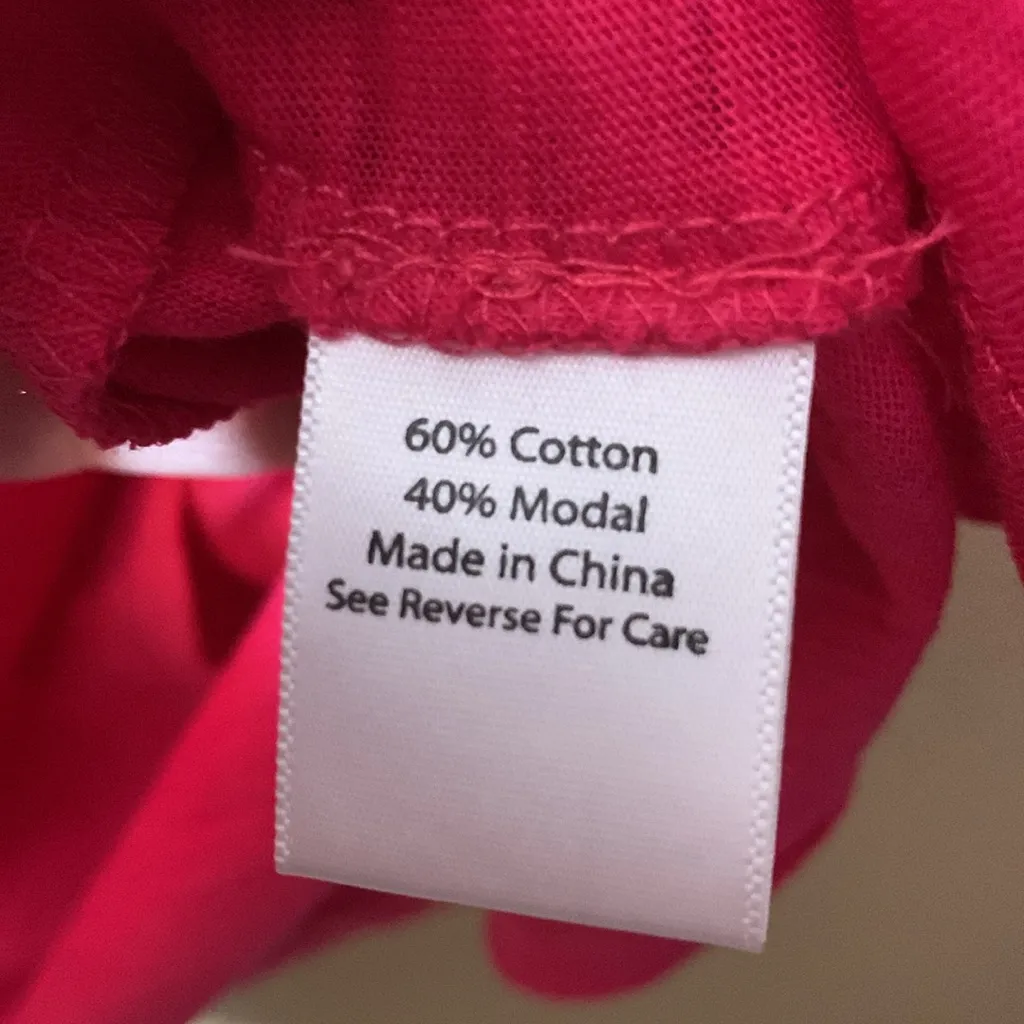 60% Cotton
40% Modal
Made in China
See Reverse For Care